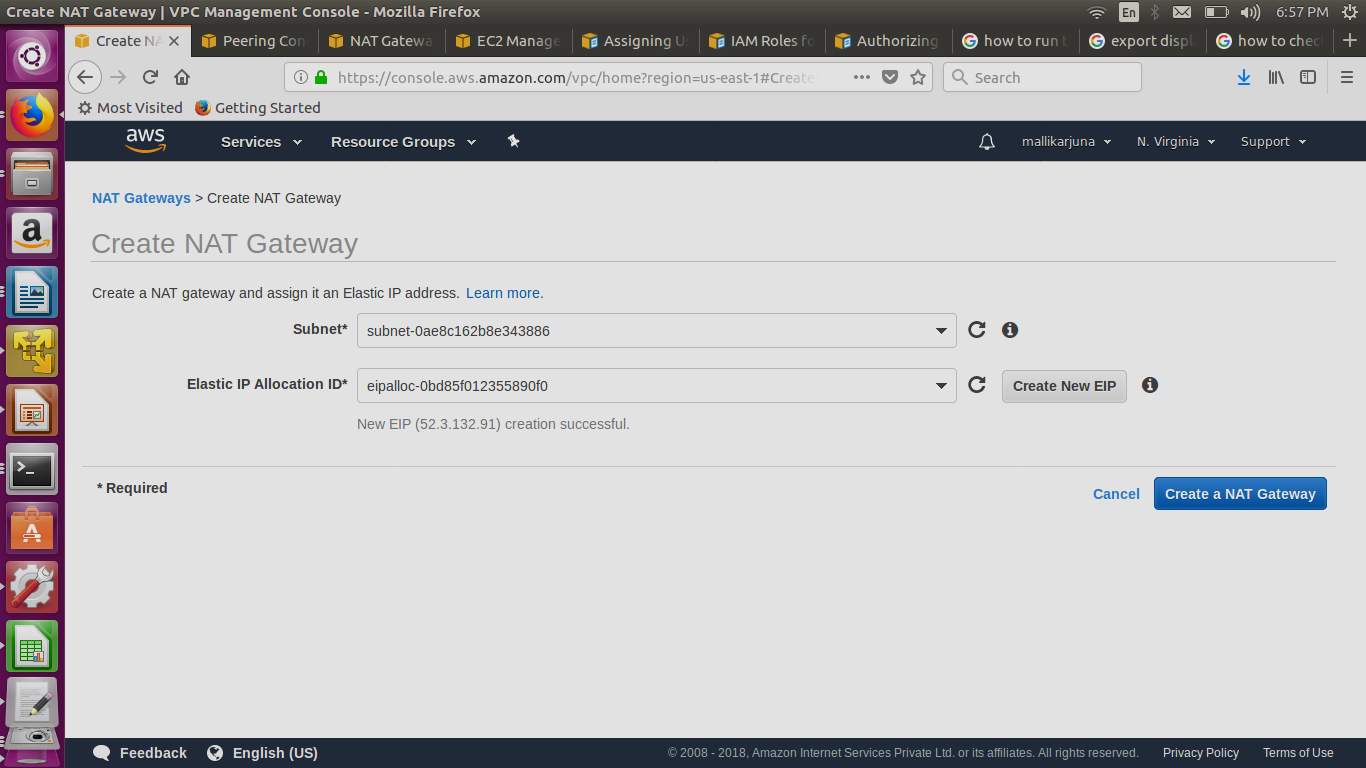 Create NAT Gateway | VPC Management Console - Mozilla Firefox
En
6:57 PM
Create NA
Peering Con
NAT Gatewa
EC2 Manage
Assigning U
IAM Roles fo
Authorizing
how to run t
export displ
how to chec
https://console.aws.amazon.com/vpc/home?region=us-east-1#Create
Search
Most Visited
Getting Started
aws
Services
Resource Groups
mallikarjuna
N. Virginia
Support
NAT Gateways > Create NAT Gateway
Create NAT Gateway
Create a NAT gateway and assign it an Elastic IP address. Learn more.
Subnet*
subnet-0ae8c162b8e343886
Elastic IP Allocation ID*
eipalloc-0bd85f012355890f0
Create New EIP
New EIP (52.3.132.91) creation successful.
* Required
Cancel
Create a NAT Gateway
Feedback
English (US)
© 2008 - 2018, Amazon Internet Services Private Ltd. or its affiliates. All rights reserved.
Privacy Policy
Terms of Use